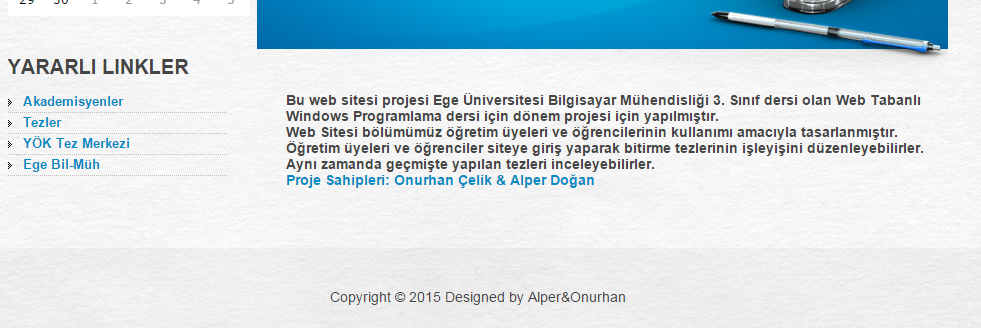 29 30 1 2 3 4 5
YARARLI LINKLER
Akademisyenler
Tezler
YÖK Tez Merkezi
Ege Bil-Müh
Bu web sitesi projesi Ege Üniversitesi Bilgisayar Mühendisliği 3. Sınıf dersi olan Web Tabanlı
Windows Programlama dersi için dönem projesi için yapılmıştır.
Web Sitesi bölümümüz öğretim üyeleri ve öğrencilerinin kullanımı amacıyla tasarlanmıştır.
Öğretim üyeleri ve öğrenciler siteye giriş yaparak bitirme tezlerinin işleyişini düzenleyebilirler.
Aynı zamanda geçmişte yapılan tezleri inceleyebilirler.
Proje Sahipleri: Onurhan Çelik & Alper Doğan
Copyright © 2015 Designed by Alper&Onurhan